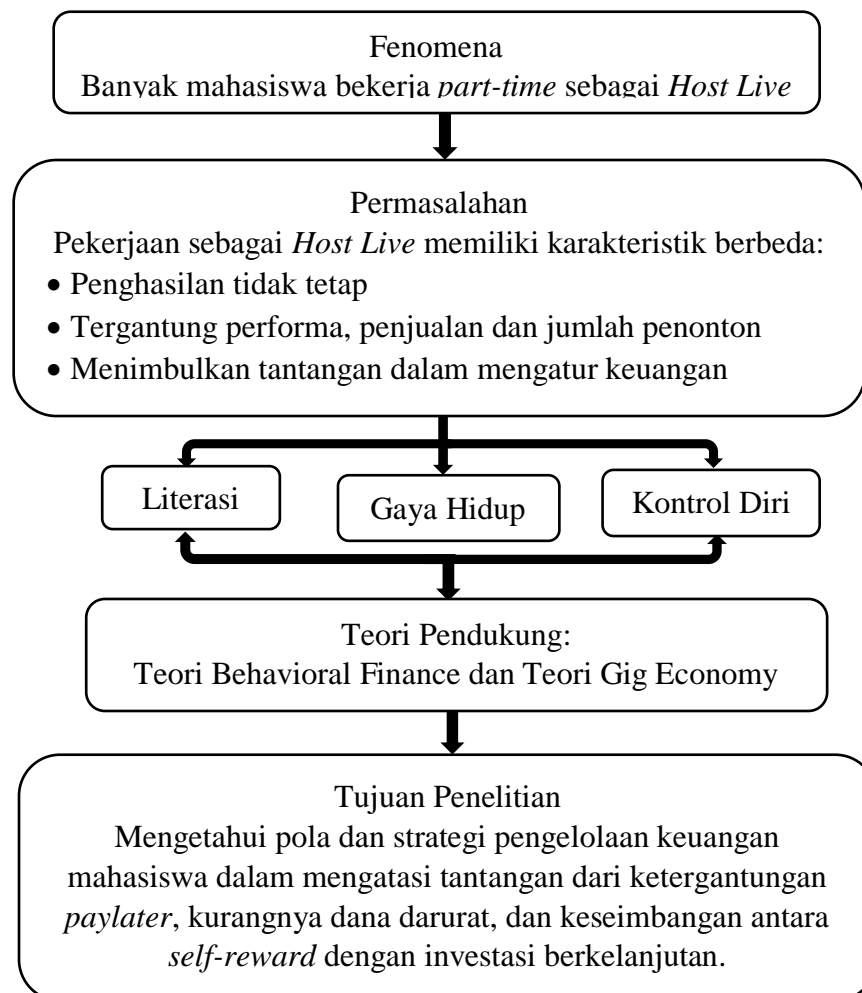 Fenomena
Banyak mahasiswa bekerja part-time sebagai Host Live
Permasalahan
Pekerjaan sebagai Host Live memiliki karakteristik berbeda:
• Penghasilan tidak tetap
• Tergantung performa, penjualan dan jumlah penonton
• Menimbulkan tantangan dalam mengatur keuangan
Literasi
Gaya Hidup
Kontrol Diri
Teori Pendukung:
Teori Behavioral Finance dan Teori Gig Economy
Tujuan Penelitian
Mengetahui pola dan strategi pengelolaan keuangan
mahasiswa dalam mengatasi tantangan dari ketergantungan
paylater, kurangnya dana darurat, dan keseimbangan antara
self-reward dengan investasi berkelanjutan.